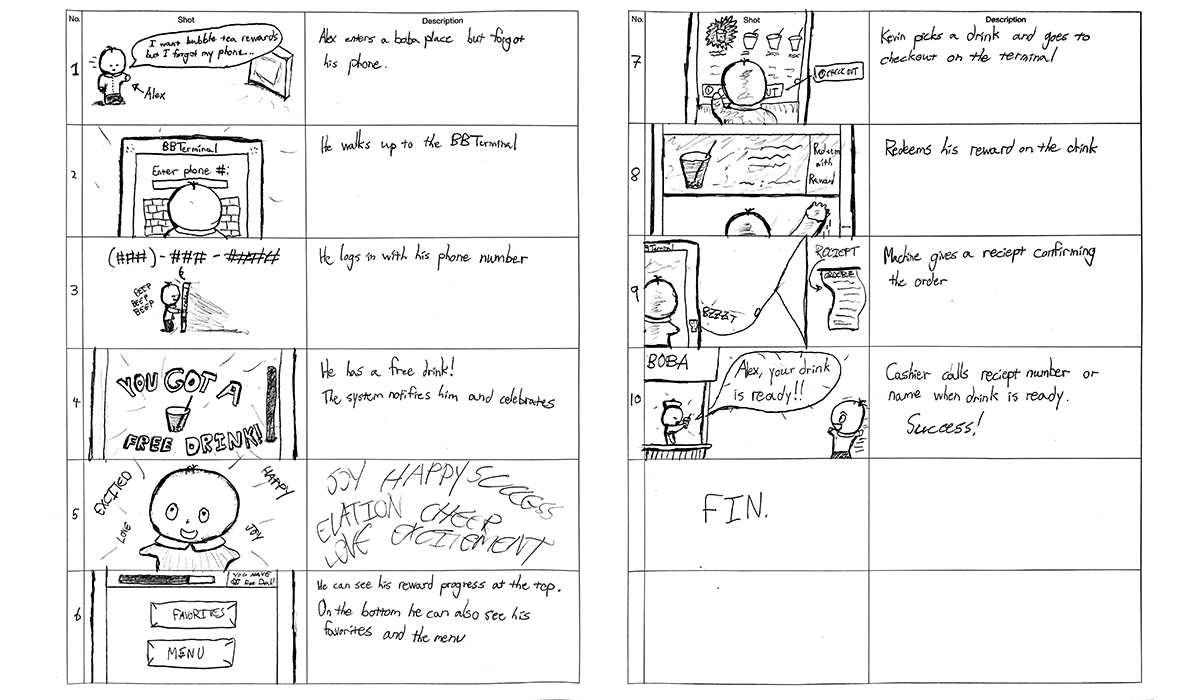 No.
Shot
Description
1
I want bubble tea rewards
but I forgot my phone...
Alex
Alex enters a boba place but forgot
his phone.
2
BBTerminal
Enter phone #:
He walks up to the BBTerminal
3
(###)-###-####
BEEP
BEEP
BEEP
He logs in with his phone number
4
YOU GOT A
FREE DRINK!
He has a free drink!
The system notifies him and celebrates
5
EXCITED
HAPPY
LOVE
JOY
JOY HAPPY SUCCESS
ELATION CHEER
LOVE EXCITEMENT
6
YOU HAVE
Free Drink!
FAVORITES
MENU
He can see his reward progress at the top.
On the bottom he can also see his
favorites and the menu
No.
Shot
Description
7
CHECKOUT
Kevin picks a drink and goes to
checkout on the terminal
8
Redeem
with
Reward
Redeems his reward on the drink
9
BBTerminal
BZZZT
RECIEPT
Machine gives a reciept confirming
the order
10
BOBA
Alex, your drink
is ready!!
Cashier calls reciept number or
name when drink is ready.
Success!
FIN.